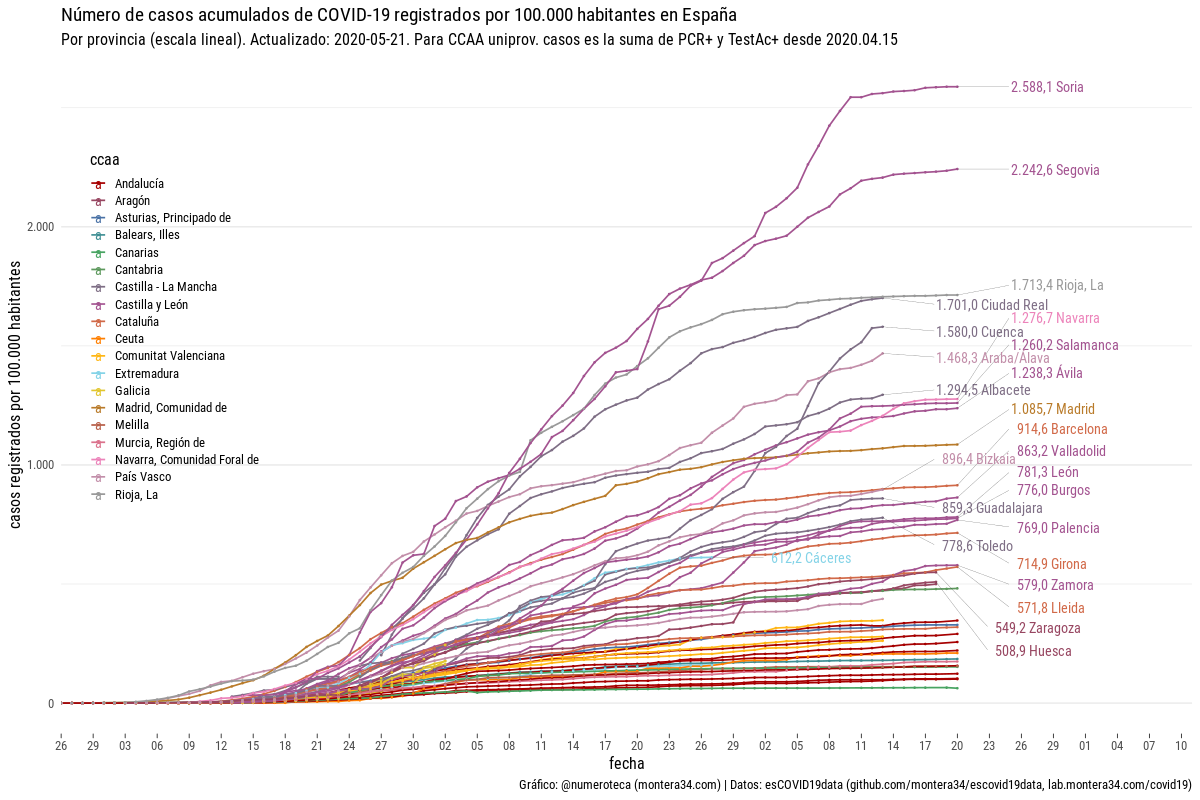 Número de casos acumulados de COVID-19 registrados por 100.000 habitantes en España
Por provincia (escala lineal). Actualizado: 2020-05-21. Para CCAA uniprov. casos es la suma de PCR+ y TestAc+ desde 2020.04.15
casos registrados por 100.000 habitantes
2.000
1.000
0
ccaa
Andalucía
Aragón
Asturias, Principado de
Balears, Illes
Canarias
Cantabria
Castilla - La Mancha
Castilla y León
Cataluña
Ceuta
Comunitat Valenciana
Extremadura
Galicia
Madrid, Comunidad de
Melilla
Murcia, Región de
Navarra, Comunidad Foral de
País Vasco
Rioja, La
2.588,1 Soria
2.242,6 Segovia
1.713,4 Rioja, La
1.701,0 Ciudad Real
1.276,7 Navarra
1.580,0 Cuenca
1.260,2 Salamanca
1.468,3 Araba/Álava
1.238,3 Ávila
1.294,5 Albacete
1.085,7 Madrid
914,6 Barcelona
863,2 Valladolid
896,4 Bizkaia
781,3 León
776,0 Burgos
859,3 Guadalajara
769,0 Palencia
778,6 Toledo
612,2 Cáceres
714,9 Girona
579,0 Zamora
571,8 Lleida
549,2 Zaragoza
508,9 Huesca
26 29 03 06 09 12 15 18 21 24 27 30 02 05 08 11 14 17 20 23 26 29 02 05 08 11 14 17 20 23 26 29 01 04 07 10
fecha
Gráfico: @numeroteca (montera34.com) | Datos: esCOVID19data (github.com/montera34/escovid19data, lab.montera34.com/covid19)